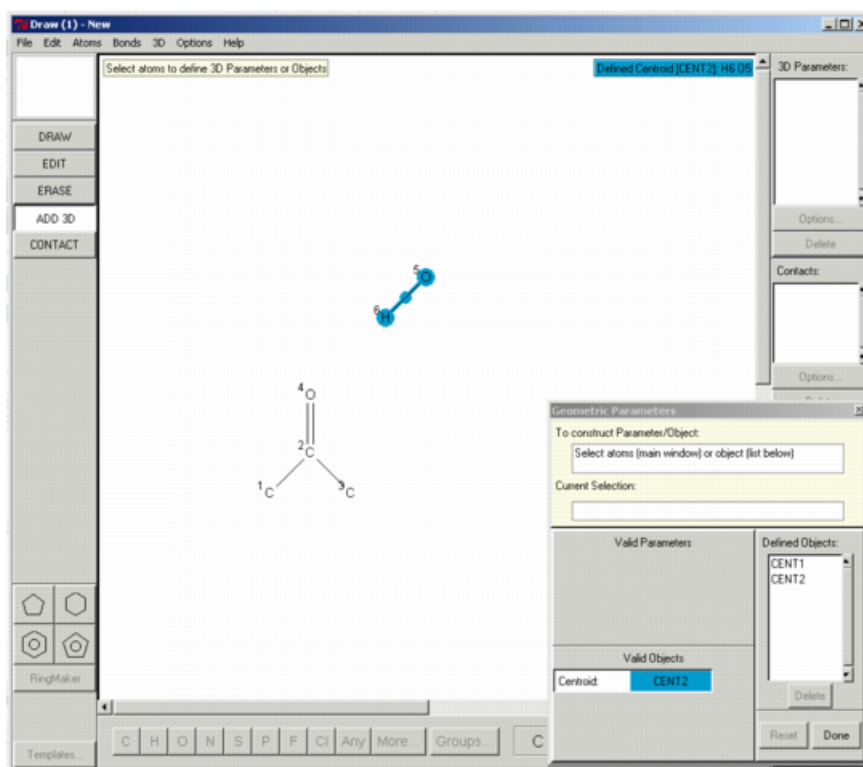 Draw (1) - New
File Edit Atoms Bonds 3D Options Help
Select atoms to define 3D Parameters or Objects
Defined Centroid [CENT2]: H6 O5
3D Parameters:
DRAW
EDIT
ERASE
ADD 3D
CONTACT
Options...
Delete
Contacts:
Options...
5 O
6 H
4 O
2 C
1 C
3 C
Geometric Parameters
To construct Parameter/Object:
Select atoms (main window) or object (list below)
Current Selection:
Valid Parameters
Defined Objects:
CENT1
CENT2
Valid Objects
Centroid: CENT2
Delete
Reset Done
RingMaker
C H O N S P F Cl Any More... Groups... C
Templates...